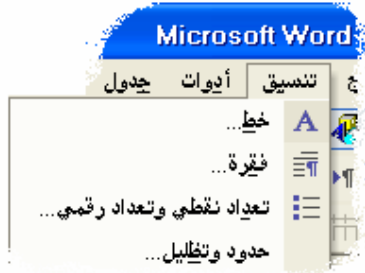 Microsoft Word
ج تنسيق أدوات جدول
خط...
فقرة...
تعداد نقطي وتعداد رقمي...
حدود وتظليل...